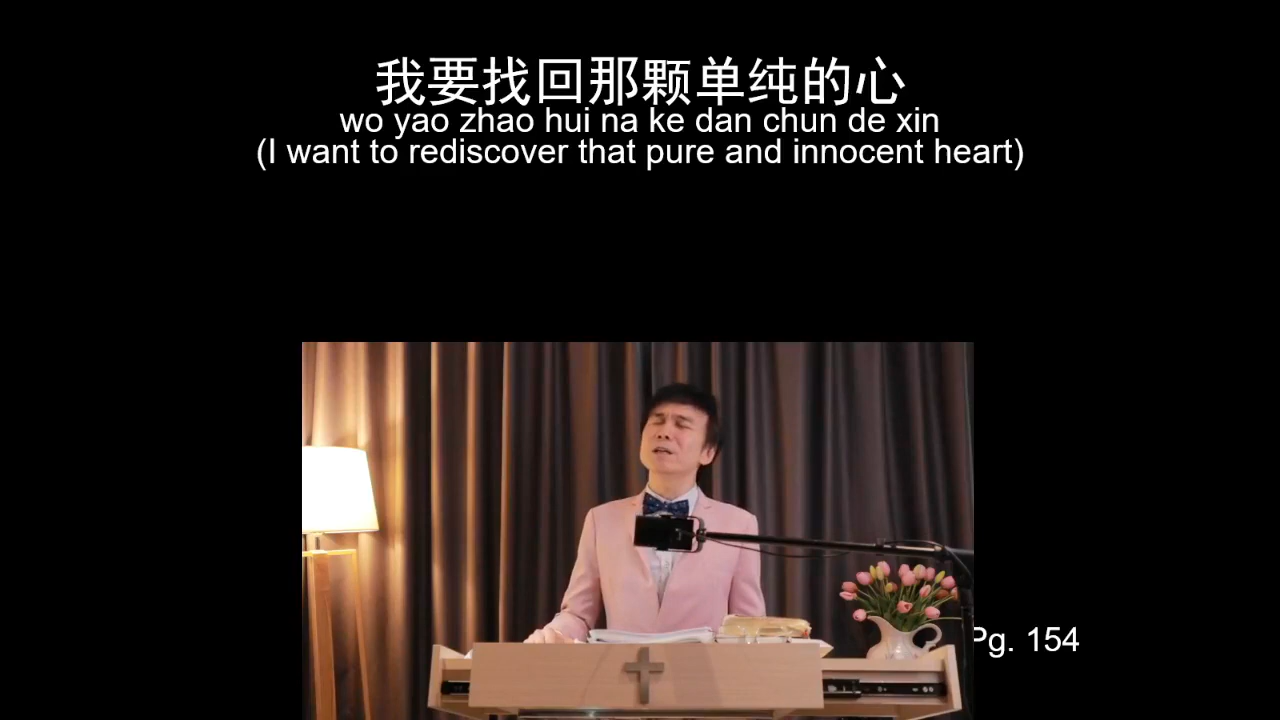 我要找回那颗单纯的心
wo yao zhao hui na ke dan chun de xin
(I want to rediscover that pure and innocent heart)
Pg. 154